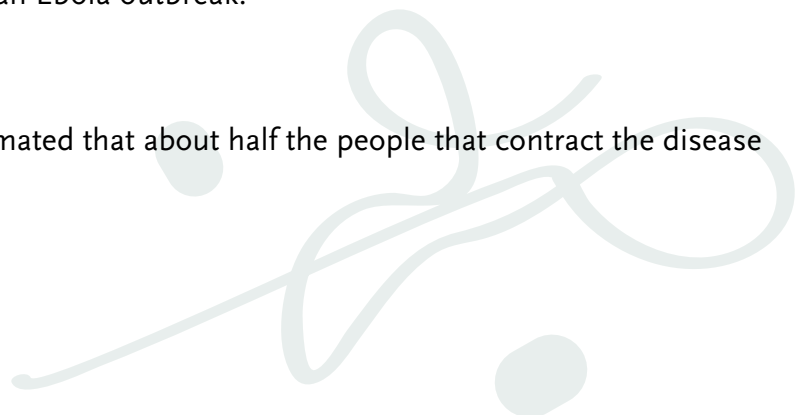 an Ebola outbreak.
mated that about half the people that contract the disease